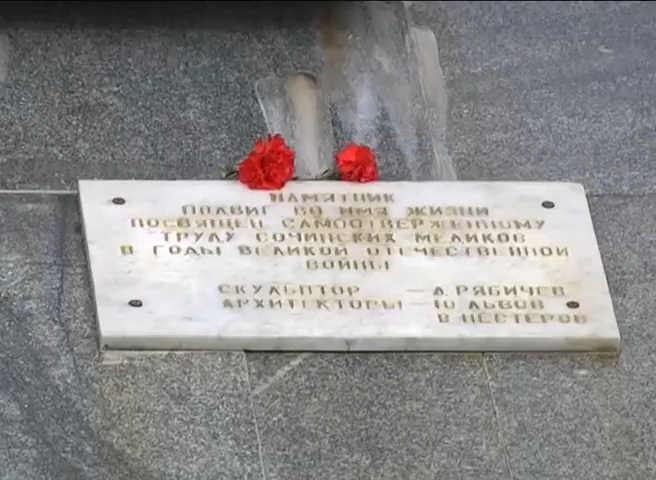 ПАМЯТНИК
ПОДВИГ ВО ИМЯ ЖИЗНИ
ПОСВЯЩЕН САМООТВЕРЖЕННОМУ
ТРУДУ СОЧИНСКИХ МЕДИКОВ
В ГОДЫ ВЕЛИКОЙ ОТЕЧЕСТВЕННОЙ
ВОЙНЫ
СКУЛЬПТОР — А.РЯБИЧЕВ
АРХИТЕКТОРЫ — Ю ЛЬВОВ
В.НЕСТЕРОВ